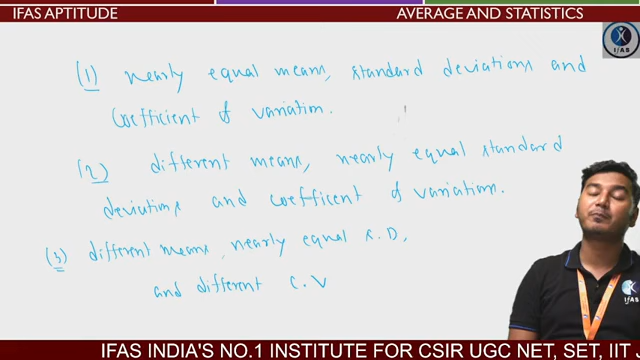 IFAS APTITUDE
AVERAGE AND STATISTICS
IFAS
(1) nearly equal means, standard deviations and
coefficient of variation.
(2) different means, nearly equal standard
deviations and coefficent of variation.
(3) different means, nearly equal S.D,
and different C.V
IFAS INDIA'S NO.1 INSTITUTE FOR CSIR UGC NET, SET, IIT